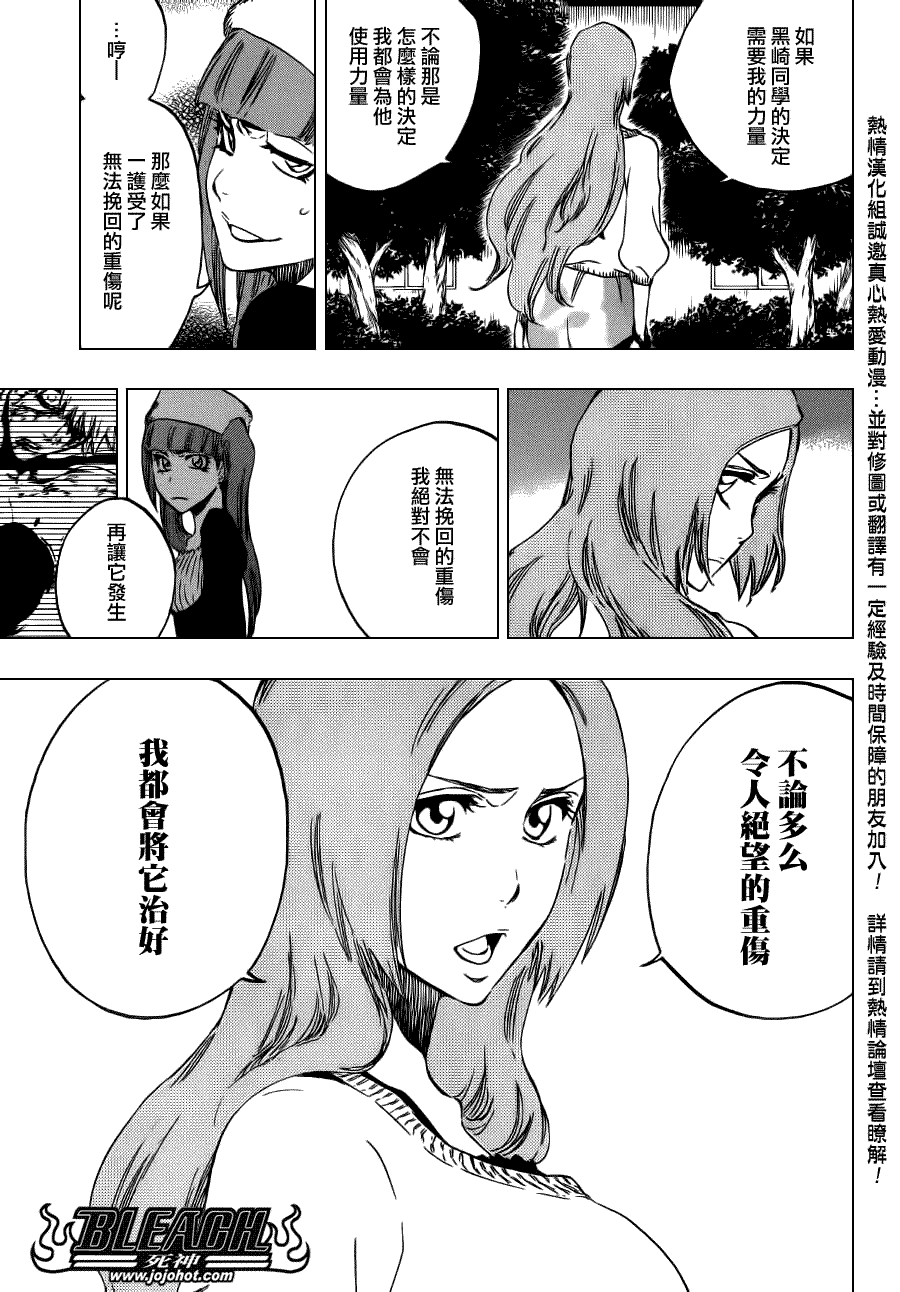 如果
黑崎同學的決定
需要我的力量
不論那是
怎麼樣的決定
我都會為他
使用力量
…哼—
那麼如果
一護受了
無法挽回的重傷呢
無法挽回的重傷
我絕對不會
再讓它發生
不論多么
令人絕望的重傷
我都會將它治好
熱情漢化組誠邀真心熱愛動漫…並對修圖或翻譯有一定經驗及時間保障的朋友加入! 詳情請到熱情論壇查看瞭解!
BLEACH
死神
www.jojohot.com